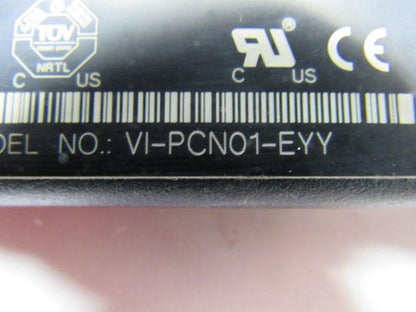 TÜV
NRTL
C US
C US
CE
DEL NO.: VI-PCN01-EYY